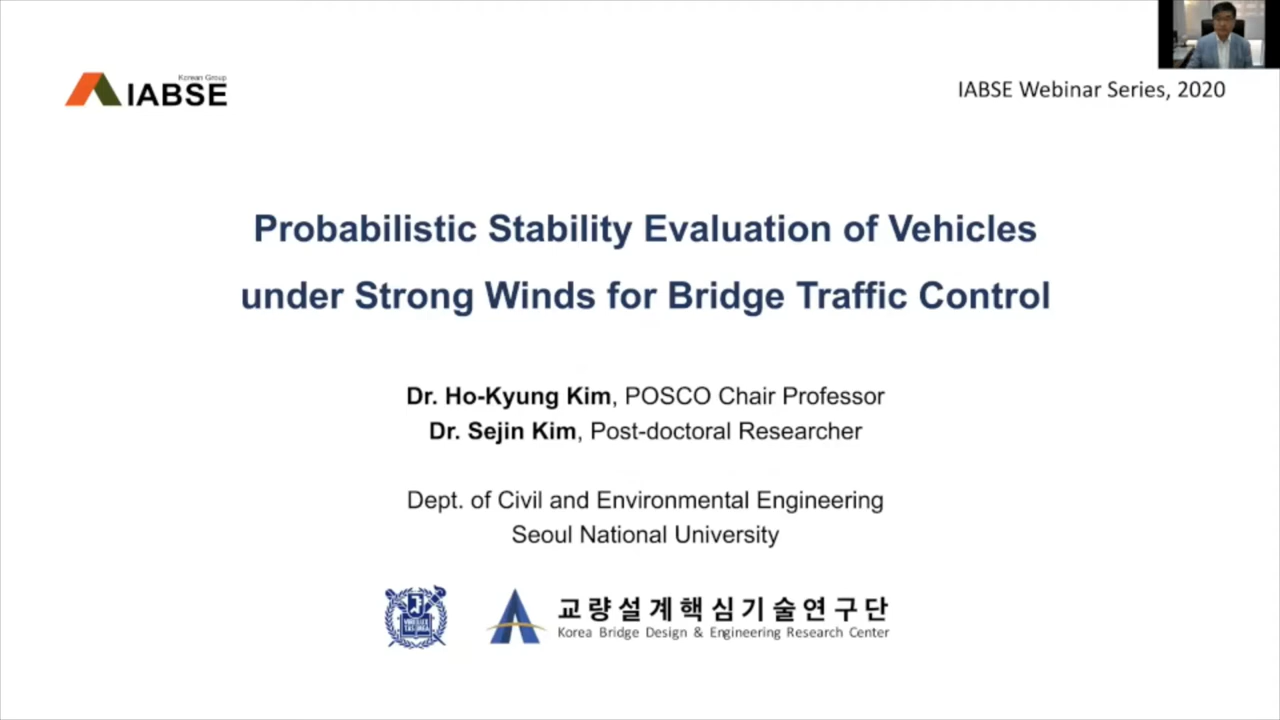 Korean Group
IABSE
IABSE Webinar Series, 2020
Probabilistic Stability Evaluation of Vehicles
under Strong Winds for Bridge Traffic Control
Dr. Ho-Kyung Kim, POSCO Chair Professor
Dr. Sejin Kim, Post-doctoral Researcher
Dept. of Civil and Environmental Engineering
Seoul National University
교량설계핵심기술연구단
Korea Bridge Design & Engineering Research Center